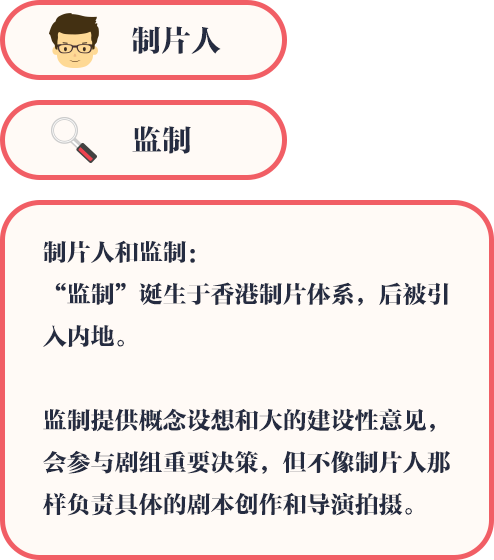 制片人
监制
制片人和监制：
“监制”诞生于香港制片体系，后被引
入内地。
监制提供概念设想和大的建设性意见，
会参与剧组重要决策，但不像制片人那
样负责具体的剧本创作和导演拍摄。